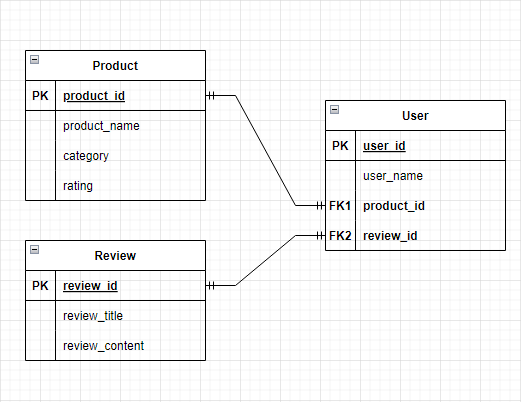 Product
PK product_id
product_name
category
rating
User
PK user_id
user_name
FK1 product_id
FK2 review_id
Review
PK review_id
review_title
review_content